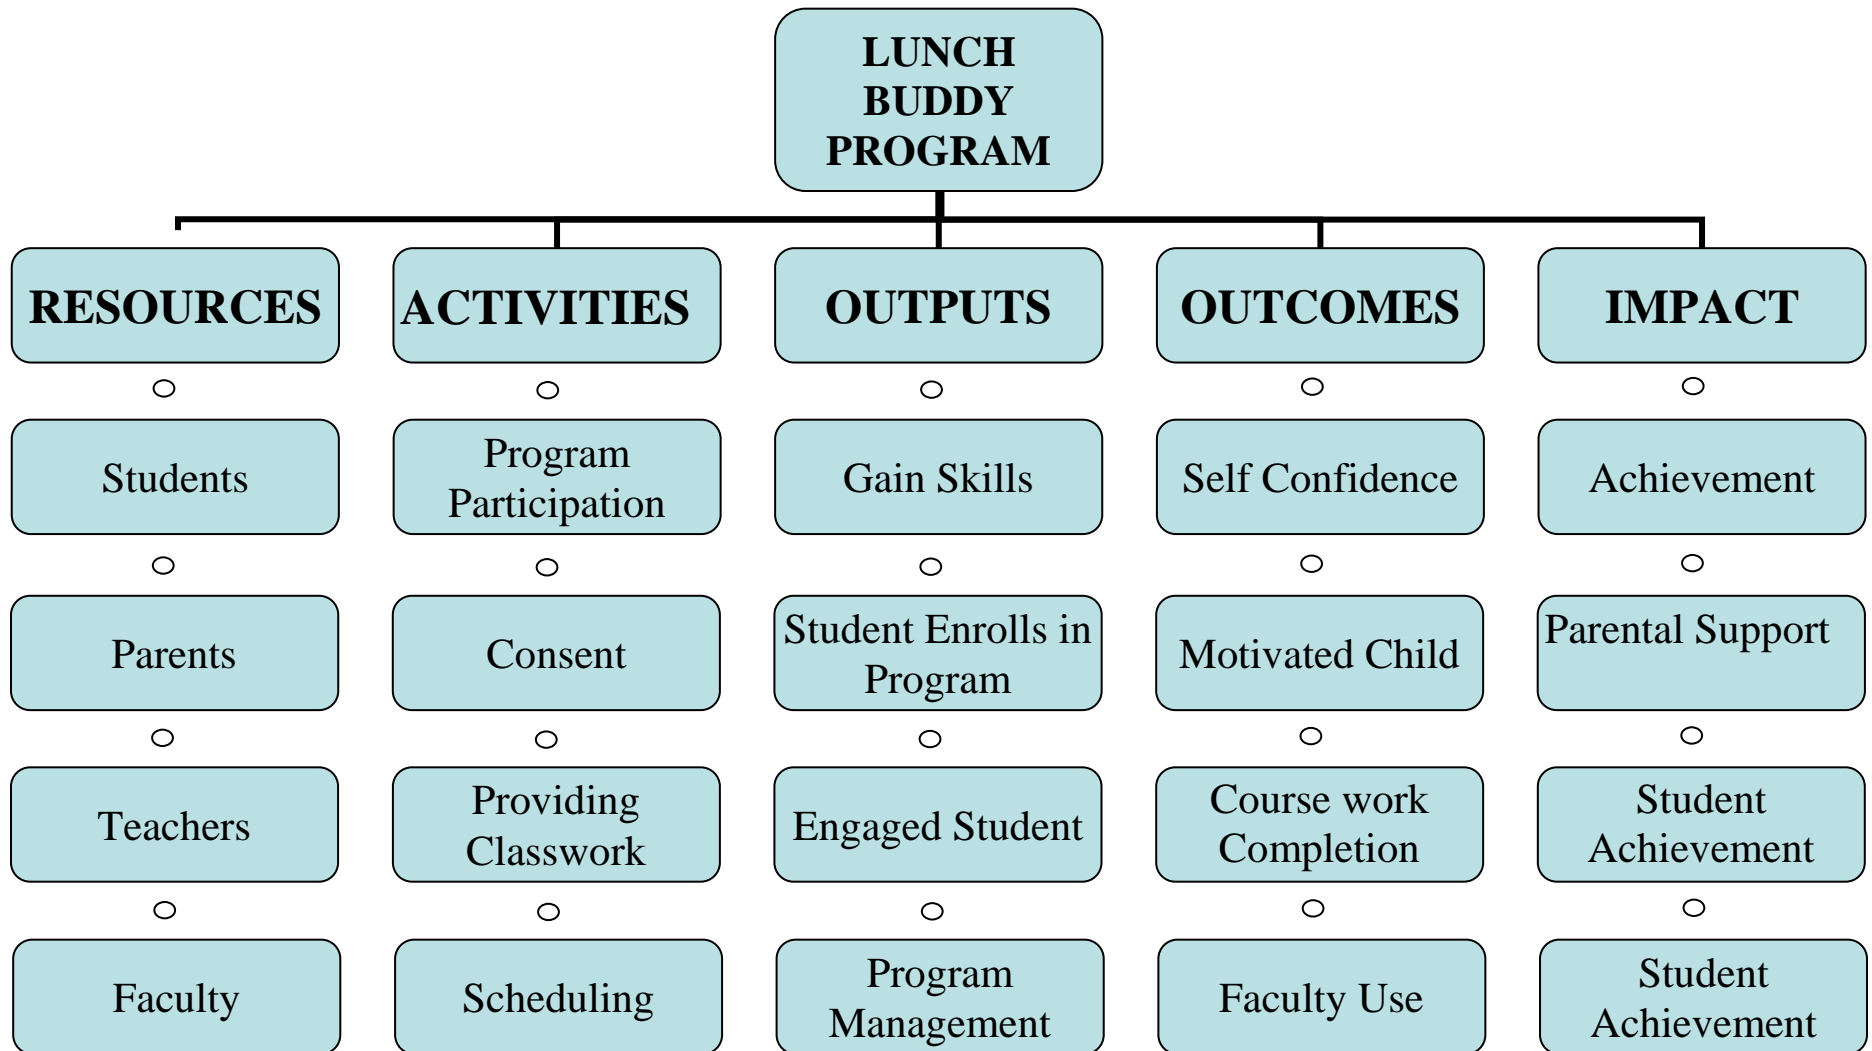 LUNCH
BUDDY
PROGRAM
RESOURCES
ACTIVITIES
OUTPUTS
OUTCOMES
IMPACT
Students
Program
Participation
Gain Skills
Self Confidence
Achievement
Parents
Consent
Student Enrolls in
Program
Motivated Child
Parental Support
Teachers
Providing
Classwork
Engaged Student
Course work
Completion
Student
Achievement
Faculty
Scheduling
Program
Management
Faculty Use
Student
Achievement